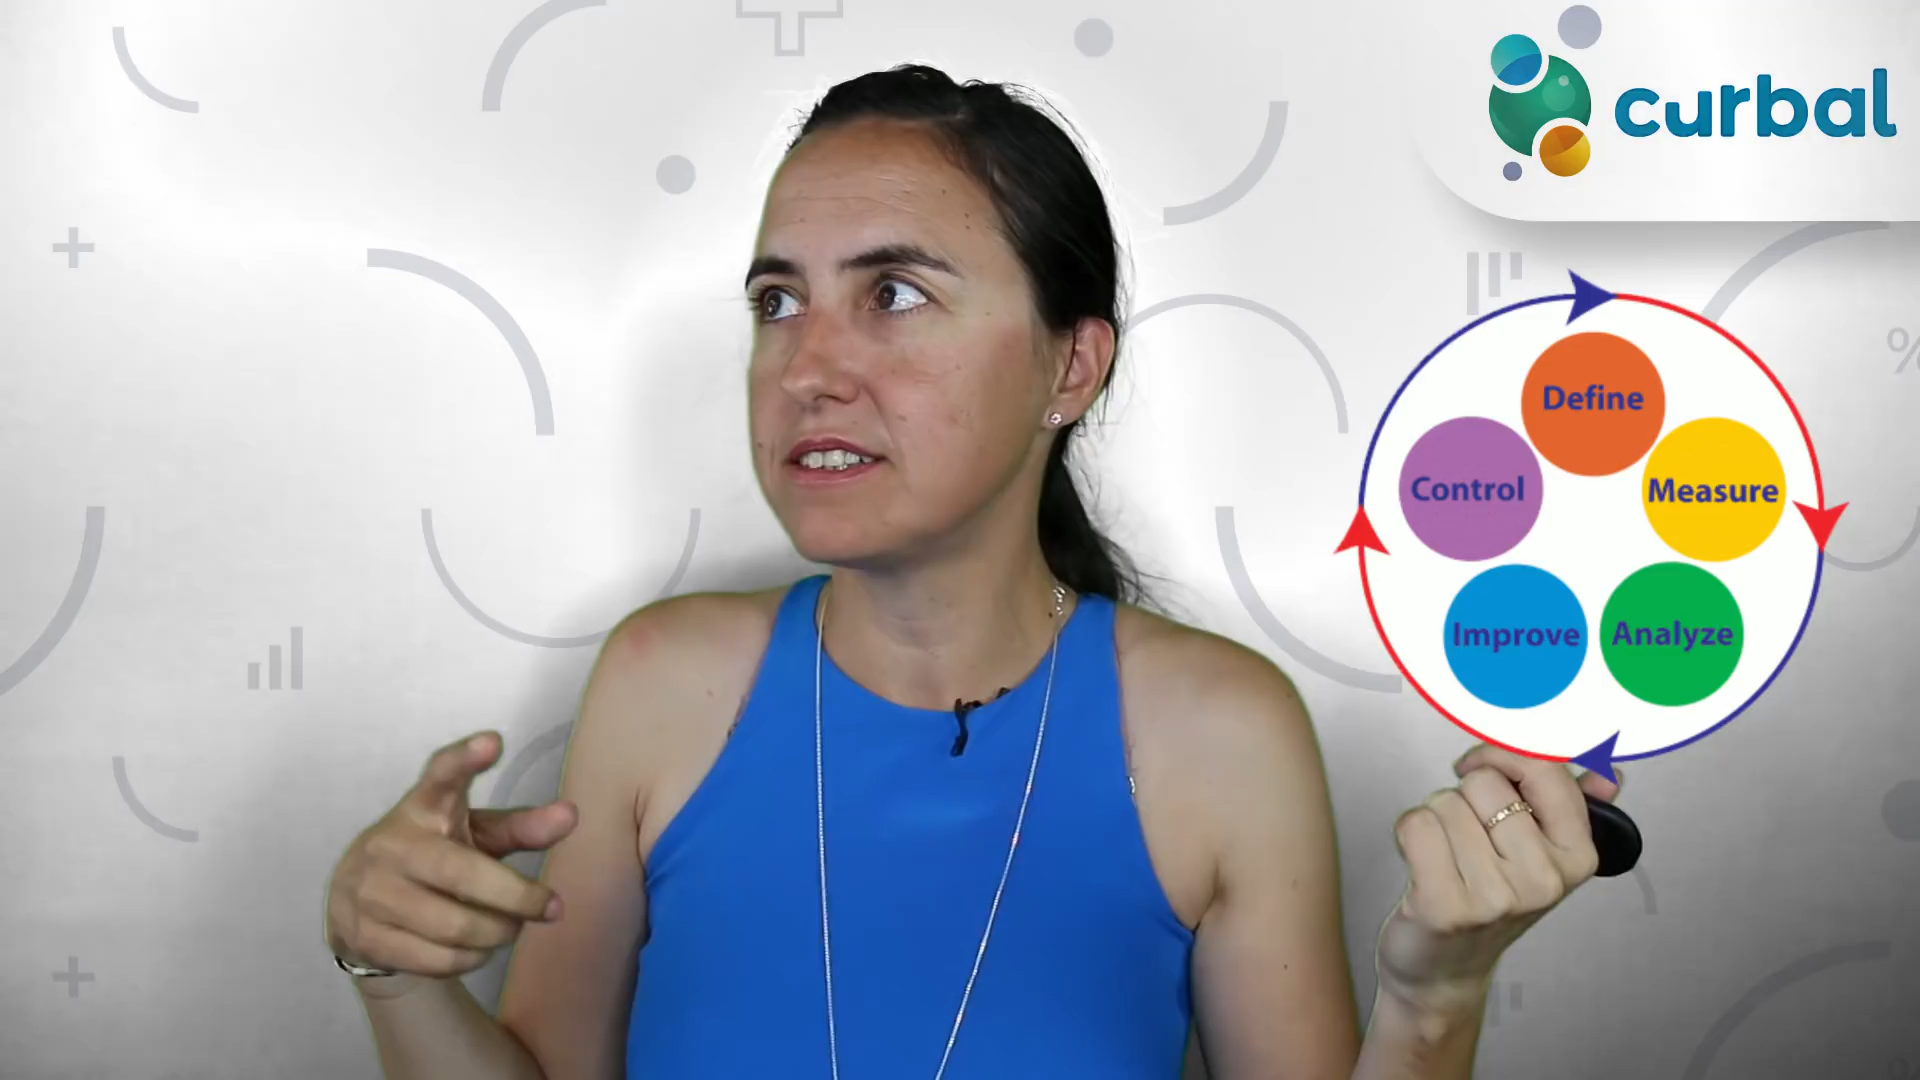 curbal
Define
Measure
Analyze
Improve
Control
%